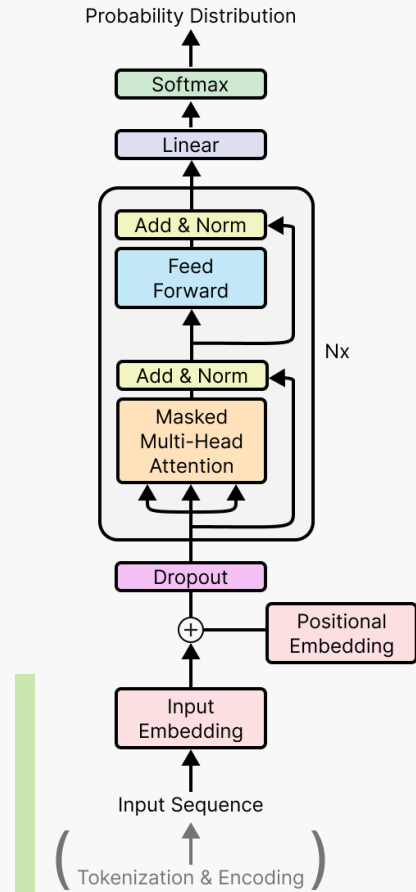 Probability Distribution
Softmax
Linear
Add & Norm
Feed
Forward
Nx
Add & Norm
Masked
Multi-Head
Attention
Dropout
+
Positional
Embedding
Input
Embedding
Input Sequence
( Tokenization & Encoding )